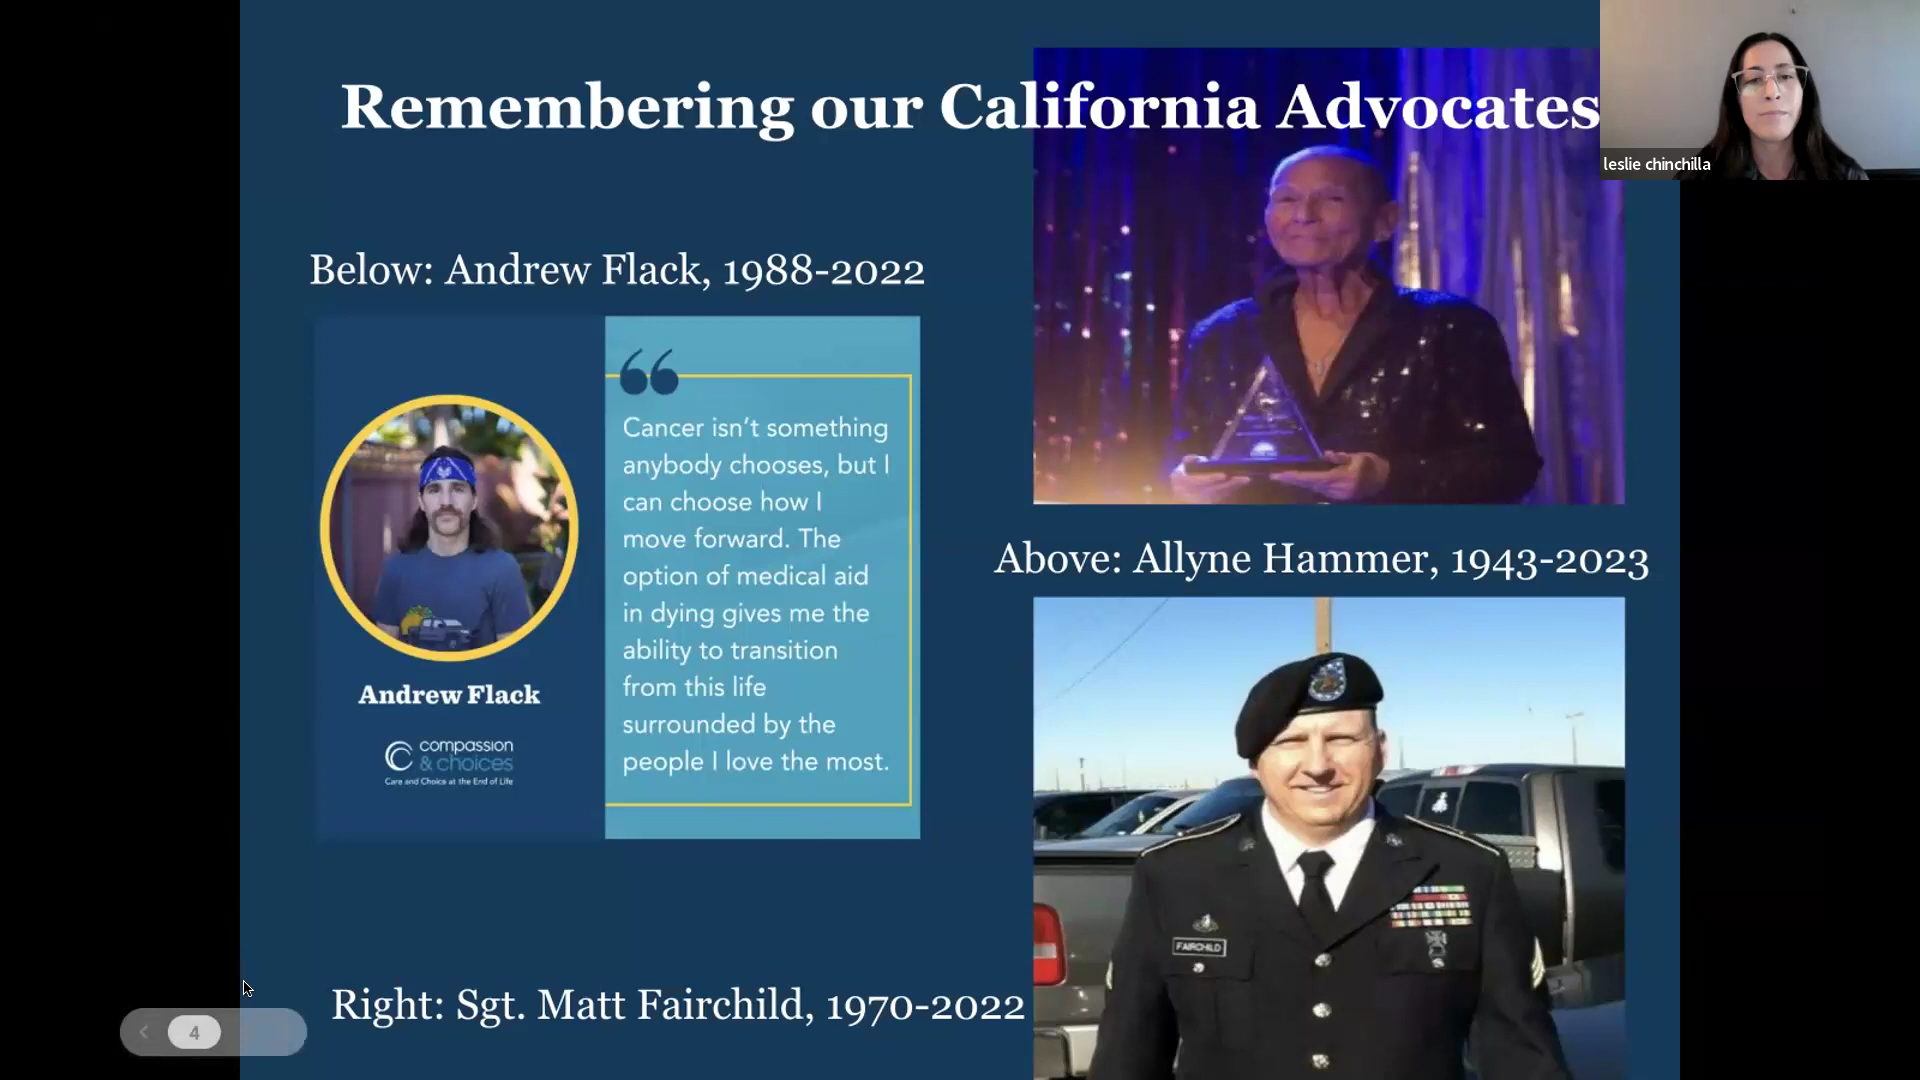 Remembering our California Advocates
leslie chinchilla
Below: Andrew Flack, 1988-2022
“
Cancer isn’t something
anybody chooses, but I
can choose how I
move forward. The
option of medical aid
in dying gives me the
ability to transition
from this life
surrounded by the
people I love the most.
Andrew Flack
compassion
& choices
Care and Choice at the End of Life
Above: Allyne Hammer, 1943-2023
FAIRCHILD
Right: Sgt. Matt Fairchild, 1970-2022
4